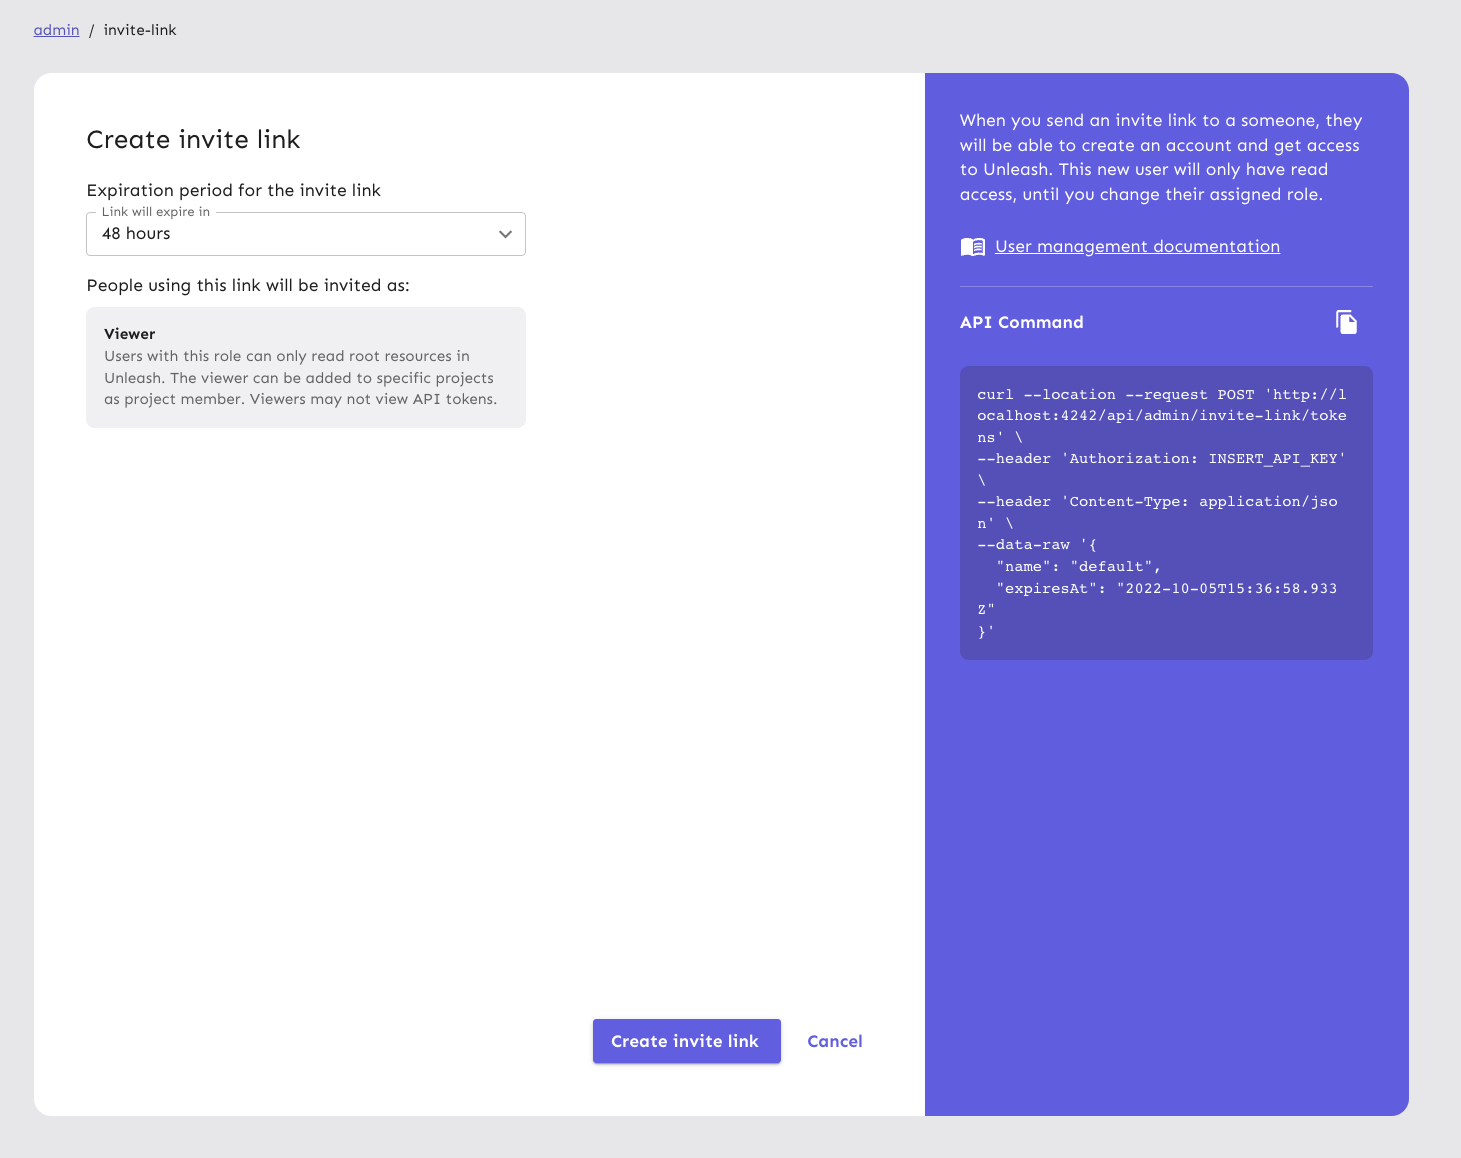 admin / invite-link
Create invite link
Expiration period for the invite link
Link will expire in
48 hours
People using this link will be invited as:
Viewer
Users with this role can only read root resources in
Unleash. The viewer can be added to specific projects
as project member. Viewers may not view API tokens.
Create invite link
Cancel
When you send an invite link to a someone, they
will be able to create an account and get access
to Unleash. This new user will only have read
access, until you change their assigned role.
User management documentation
API Command
curl --location --request POST 'http://l
ocalhost:4242/api/admin/invite-link/toke
ns' \
--header 'Authorization: INSERT_API_KEY'
\
--header 'Content-Type: application/jso
n' \
--data-raw '{
  "name": "default",
  "expiresAt": "2022-10-05T15:36:58.933
Z"
}'